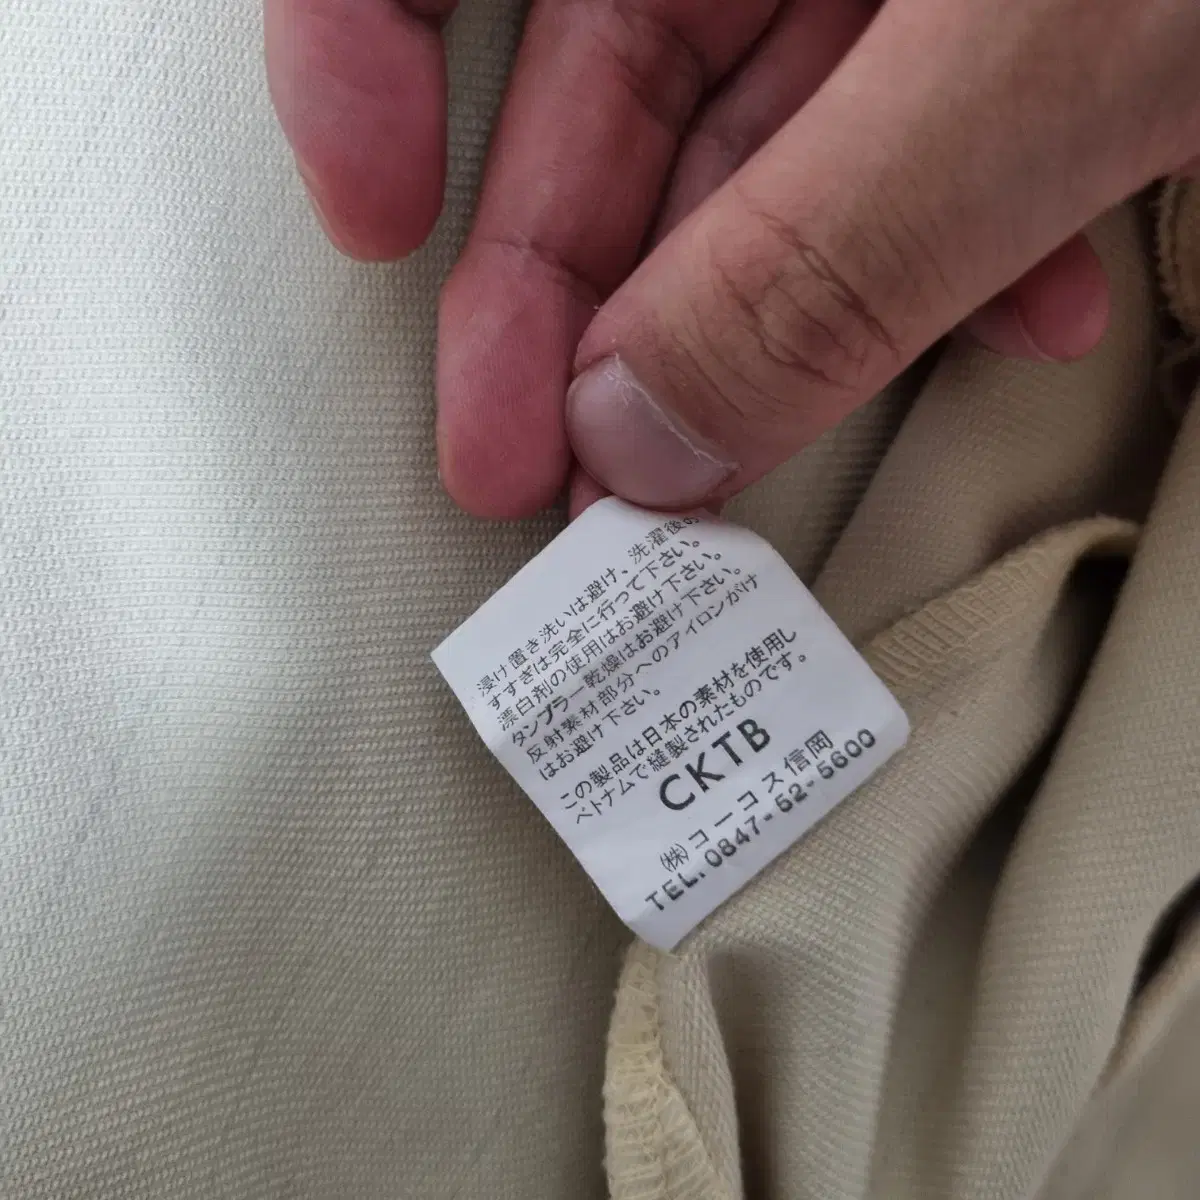 浸け置き洗いは避け、洗濯後の
すすぎは完全に行って下さい。
漂白剤の使用はお避け下さい。
タンブラー乾燥はお避け下さい。
反射素材部分へのアイロンがけ
はお避け下さい。
この製品は日本の素材を使用し
ベトナムで縫製されたものです。
CKTB
㈱コーコス信岡
TEL. 0847-52-5600